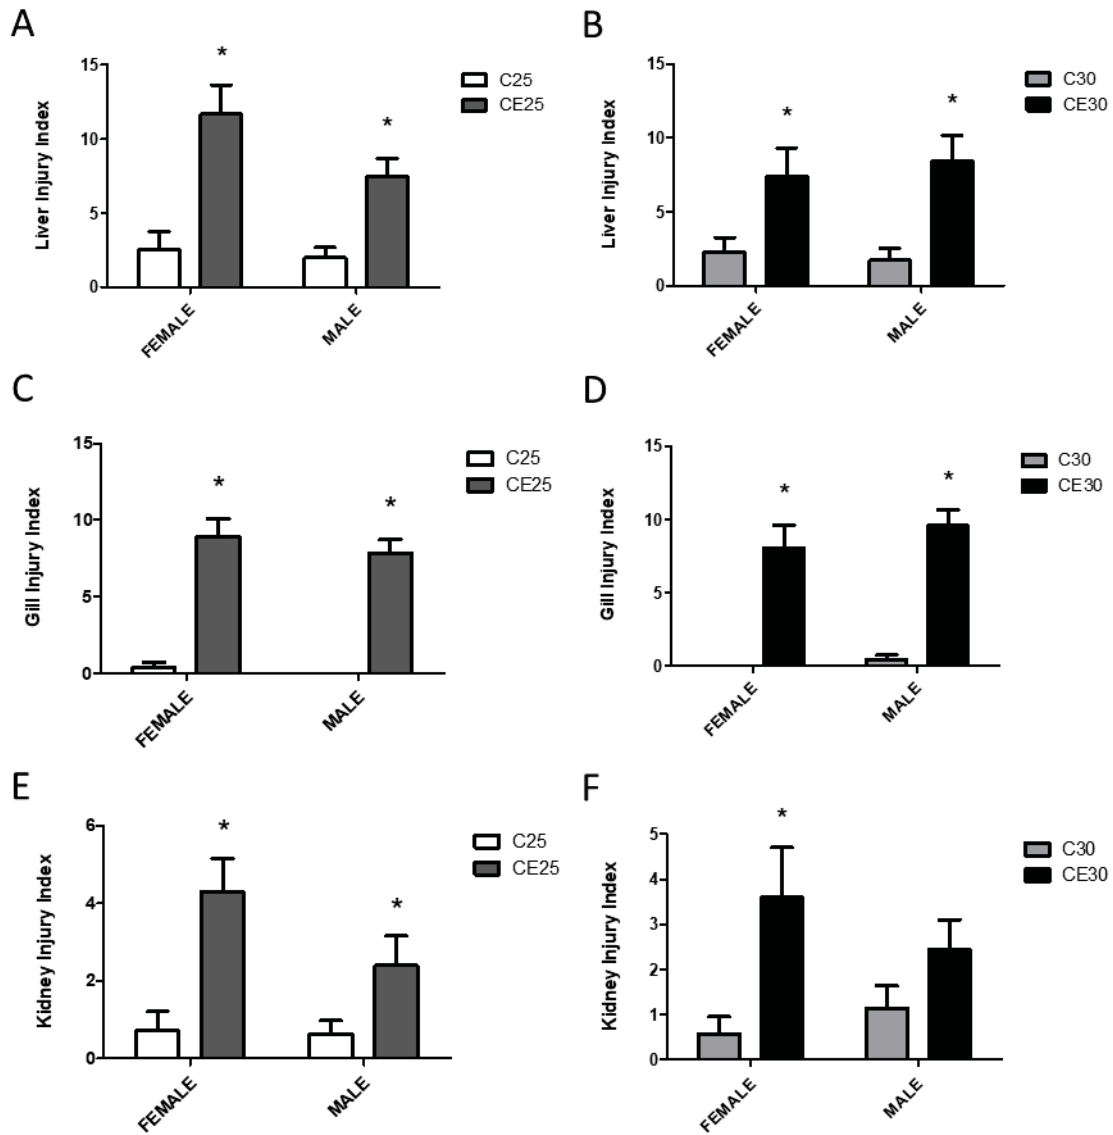 A
Liver Injury Index
15
10
5
0
*
*
FEMALE
MALE
C25
CE25
B
Liver Injury Index
15
10
5
0
*
*
FEMALE
MALE
C30
CE30
C
Gill Injury Index
15
10
5
0
*
*
FEMALE
MALE
C25
CE25
D
Gill Injury Index
15
10
5
0
*
*
FEMALE
MALE
C30
CE30
E
Kidney Injury Index
6
4
2
0
*
*
FEMALE
MALE
C25
CE25
F
Kidney Injury Index
5
4
3
2
1
0
*
FEMALE
MALE
C30
CE30